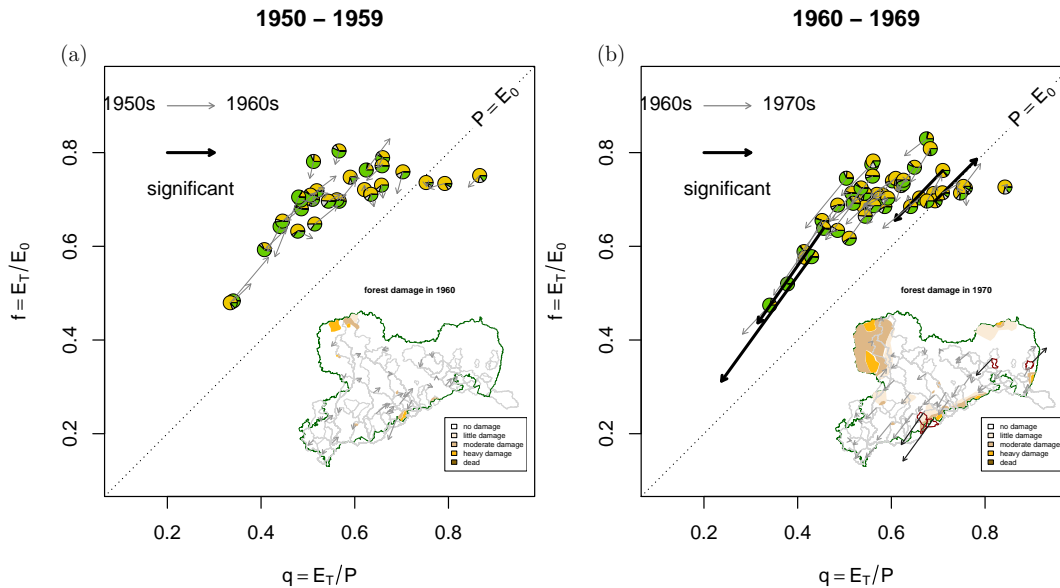 1950 – 1959
1960 – 1969
(a)
1950s
1960s
significant
P = E0
forest damage in 1960
no damage
little damage
moderate damage
heavy damage
dead
0.2
0.4
0.6
0.8
0.2
0.4
0.6
0.8
f = ET/E0
q = ET/P
(b)
1960s
1970s
significant
P = E0
forest damage in 1970
no damage
little damage
moderate damage
heavy damage
dead
0.2
0.4
0.6
0.8
0.2
0.4
0.6
0.8
f = ET/E0
q = ET/P